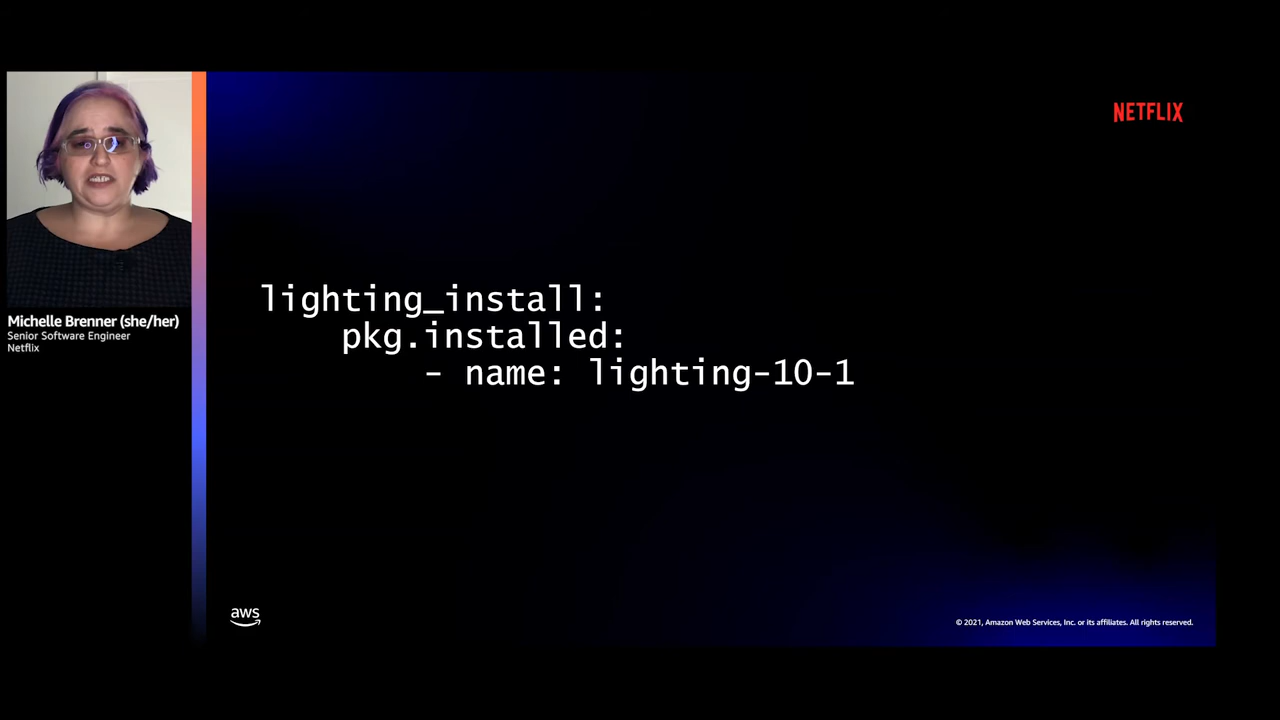 NETFLIX
lighting_install:
pkg.installed:
- name: lighting-10-1
Michelle Brenner (she/her)
Senior Software Engineer
Netflix
aws
© 2021, Amazon Web Services, Inc. or its affiliates. All rights reserved.